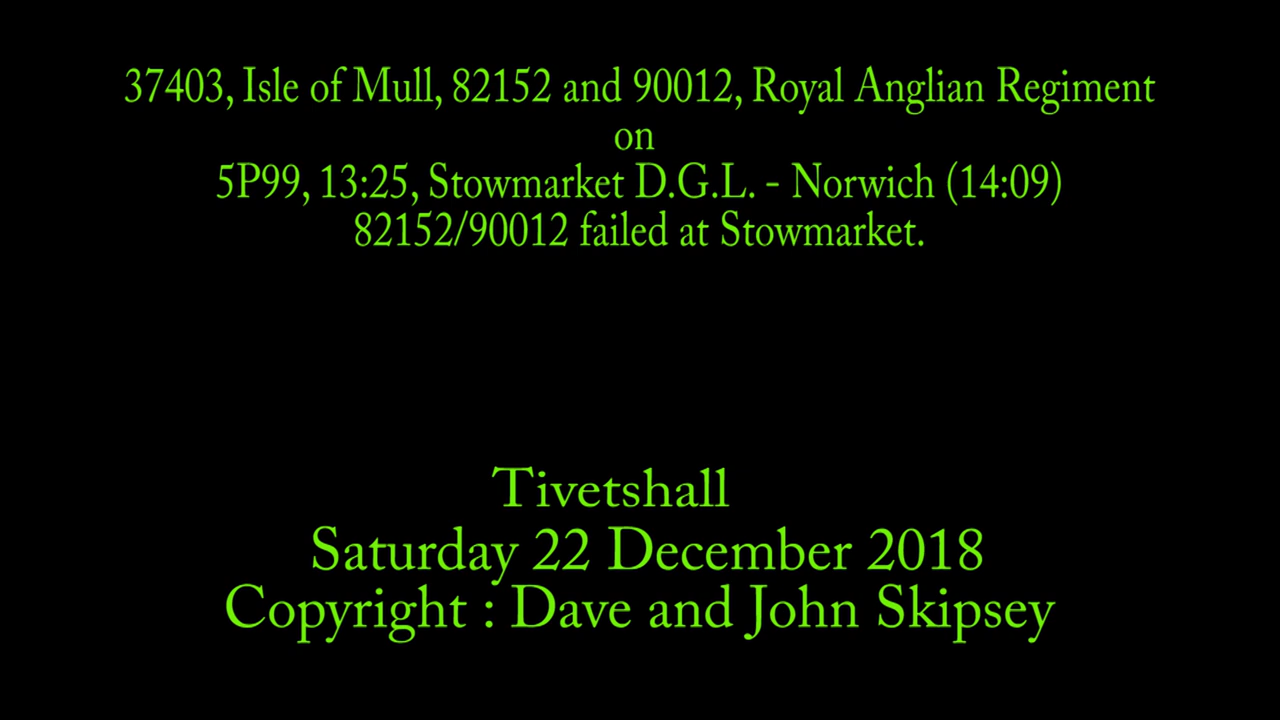 37403, Isle of Mull, 82152 and 90012, Royal Anglian Regiment
on
5P99, 13:25, Stowmarket D.G.L. - Norwich (14:09)
82152/90012 failed at Stowmarket.
Tivetshall
Saturday 22 December 2018
Copyright : Dave and John Skipsey